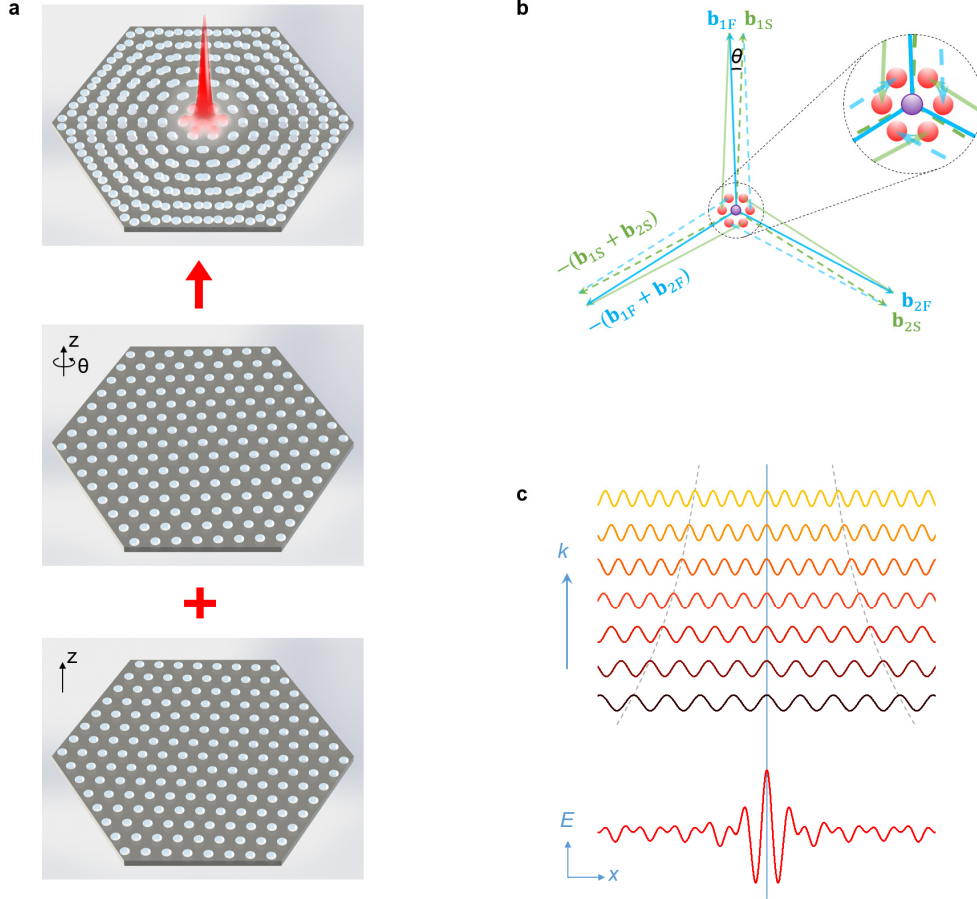 a
z
θ
z
b
b1F
b1S
θ
−(b1S + b2S)
−(b1F + b2F)
b2F
b2S
c
k
E
x